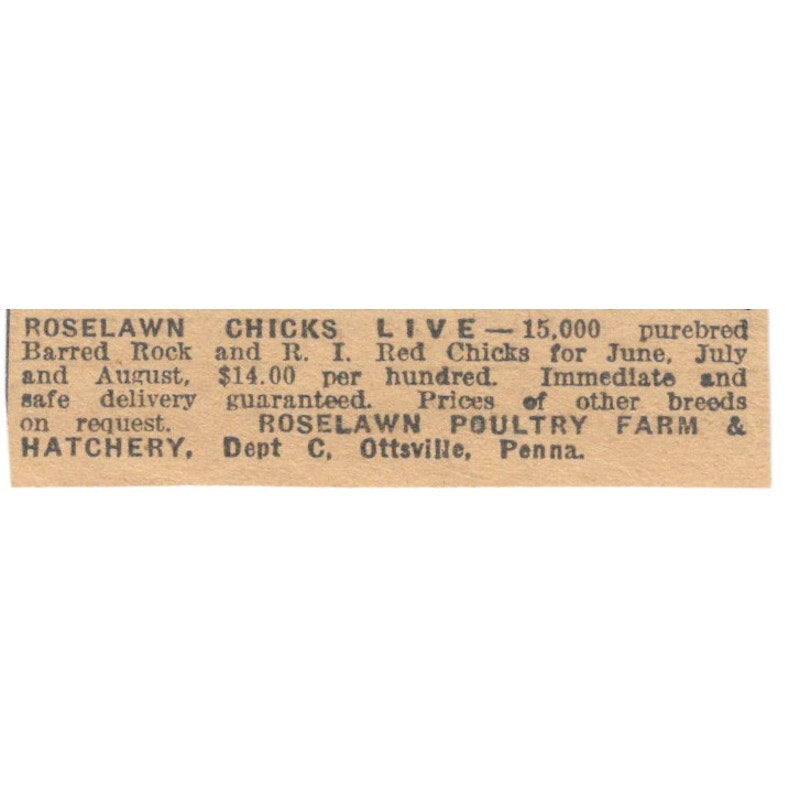 ROSELAWN CHICKS LIVE—15,000 purebred
Barred Rock and R. I. Red Chicks for June, July
and August, $14.00 per hundred. Immediate and
safe delivery guaranteed. Prices of other breeds
on request. ROSELAWN POULTRY FARM &
HATCHERY, Dept C, Ottsville, Penna.